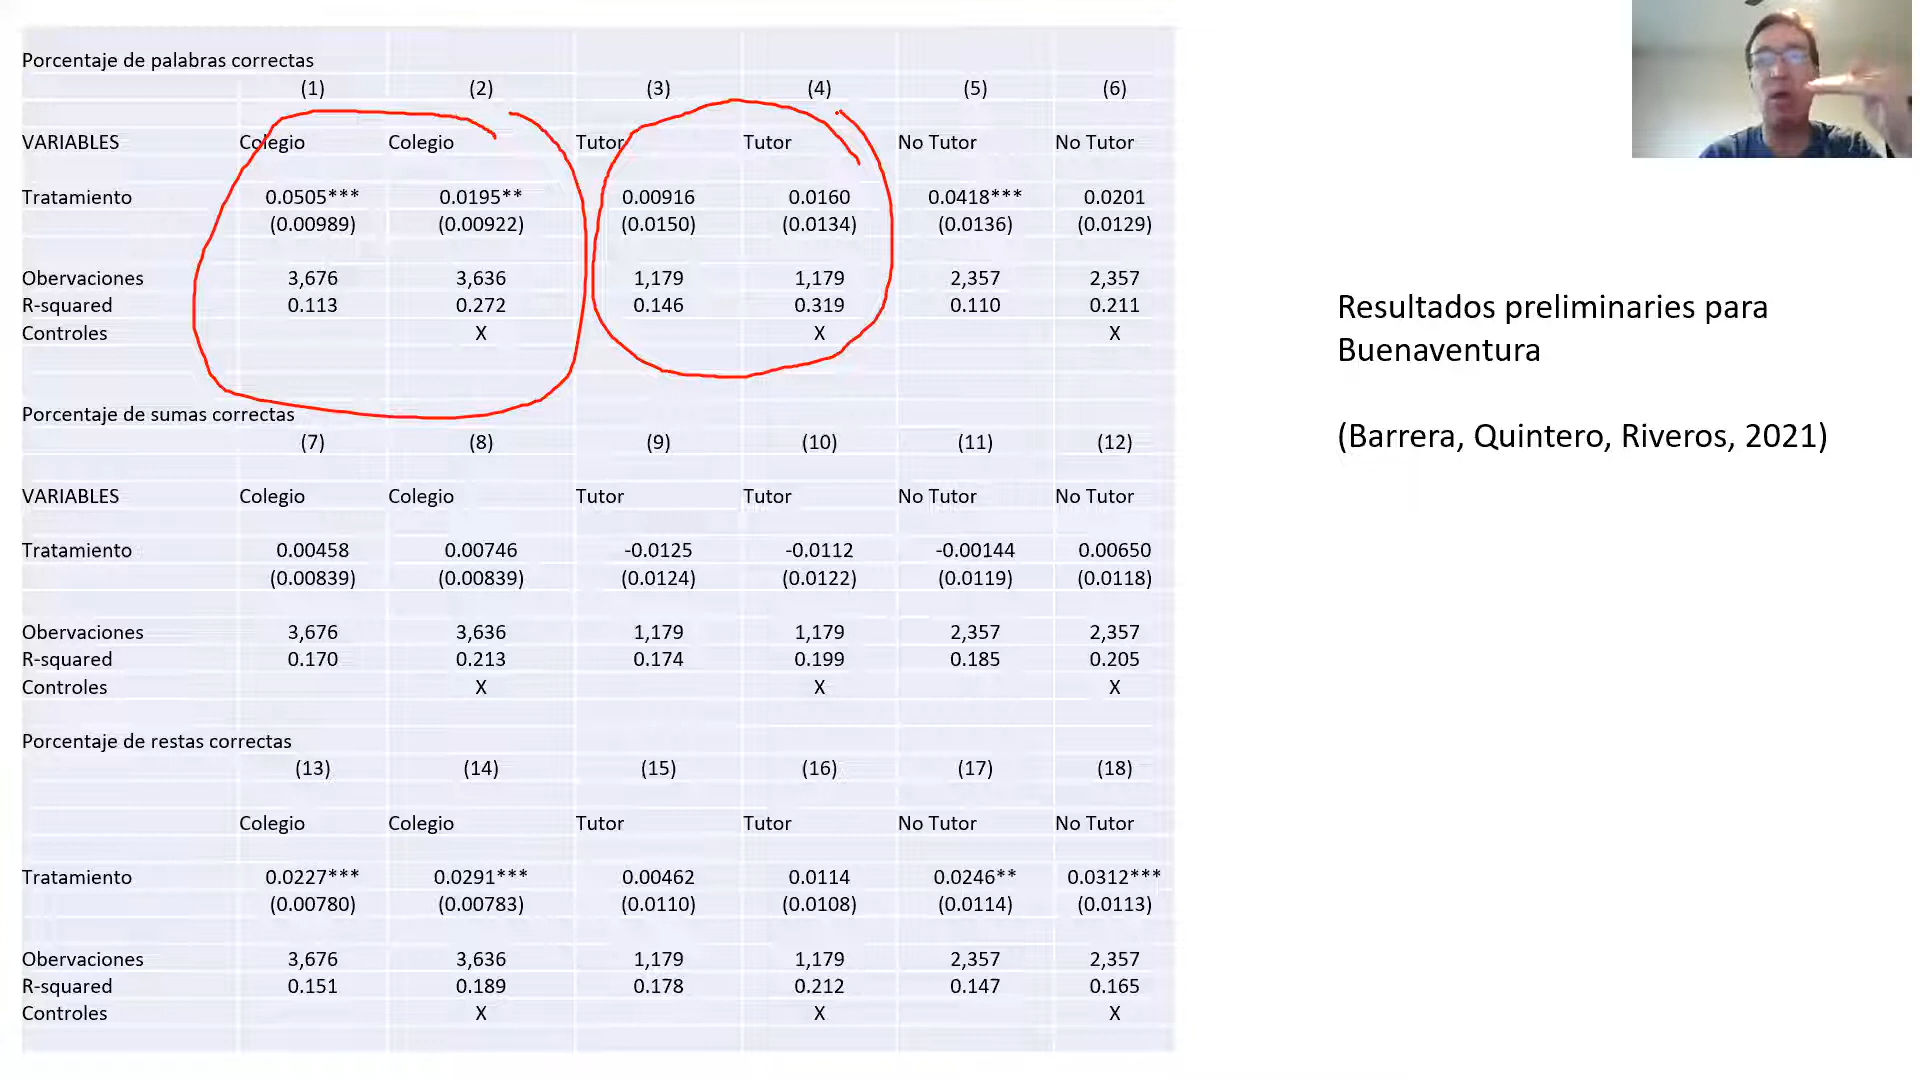 Porcentaje de palabras correctas
(1) (2) (3) (4) (5) (6)
VARIABLES Colegio Colegio Tutor Tutor No Tutor No Tutor
Tratamiento 0.0505*** 0.0195** 0.00916 0.0160 0.0418*** 0.0201
(0.00989) (0.00922) (0.0150) (0.0134) (0.0136) (0.0129)
Obervaciones 3,676 3,636 1,179 1,179 2,357 2,357
R-squared 0.113 0.272 0.146 0.319 0.110 0.211
Controles X X X
Porcentaje de sumas correctas
(7) (8) (9) (10) (11) (12)
VARIABLES Colegio Colegio Tutor Tutor No Tutor No Tutor
Tratamiento 0.00458 0.00746 -0.0125 -0.0112 -0.00144 0.00650
(0.00839) (0.00839) (0.0124) (0.0122) (0.0119) (0.0118)
Obervaciones 3,676 3,636 1,179 1,179 2,357 2,357
R-squared 0.170 0.213 0.174 0.199 0.185 0.205
Controles X X X
Porcentaje de restas correctas
(13) (14) (15) (16) (17) (18)
Colegio Colegio Tutor Tutor No Tutor No Tutor
Tratamiento 0.0227*** 0.0291*** 0.00462 0.0114 0.0246** 0.0312***
(0.00780) (0.00783) (0.0110) (0.0108) (0.0114) (0.0113)
Obervaciones 3,676 3,636 1,179 1,179 2,357 2,357
R-squared 0.151 0.189 0.178 0.212 0.147 0.165
Controles X X X
Resultados preliminaries para
Buenaventura
(Barrera, Quintero, Riveros, 2021)